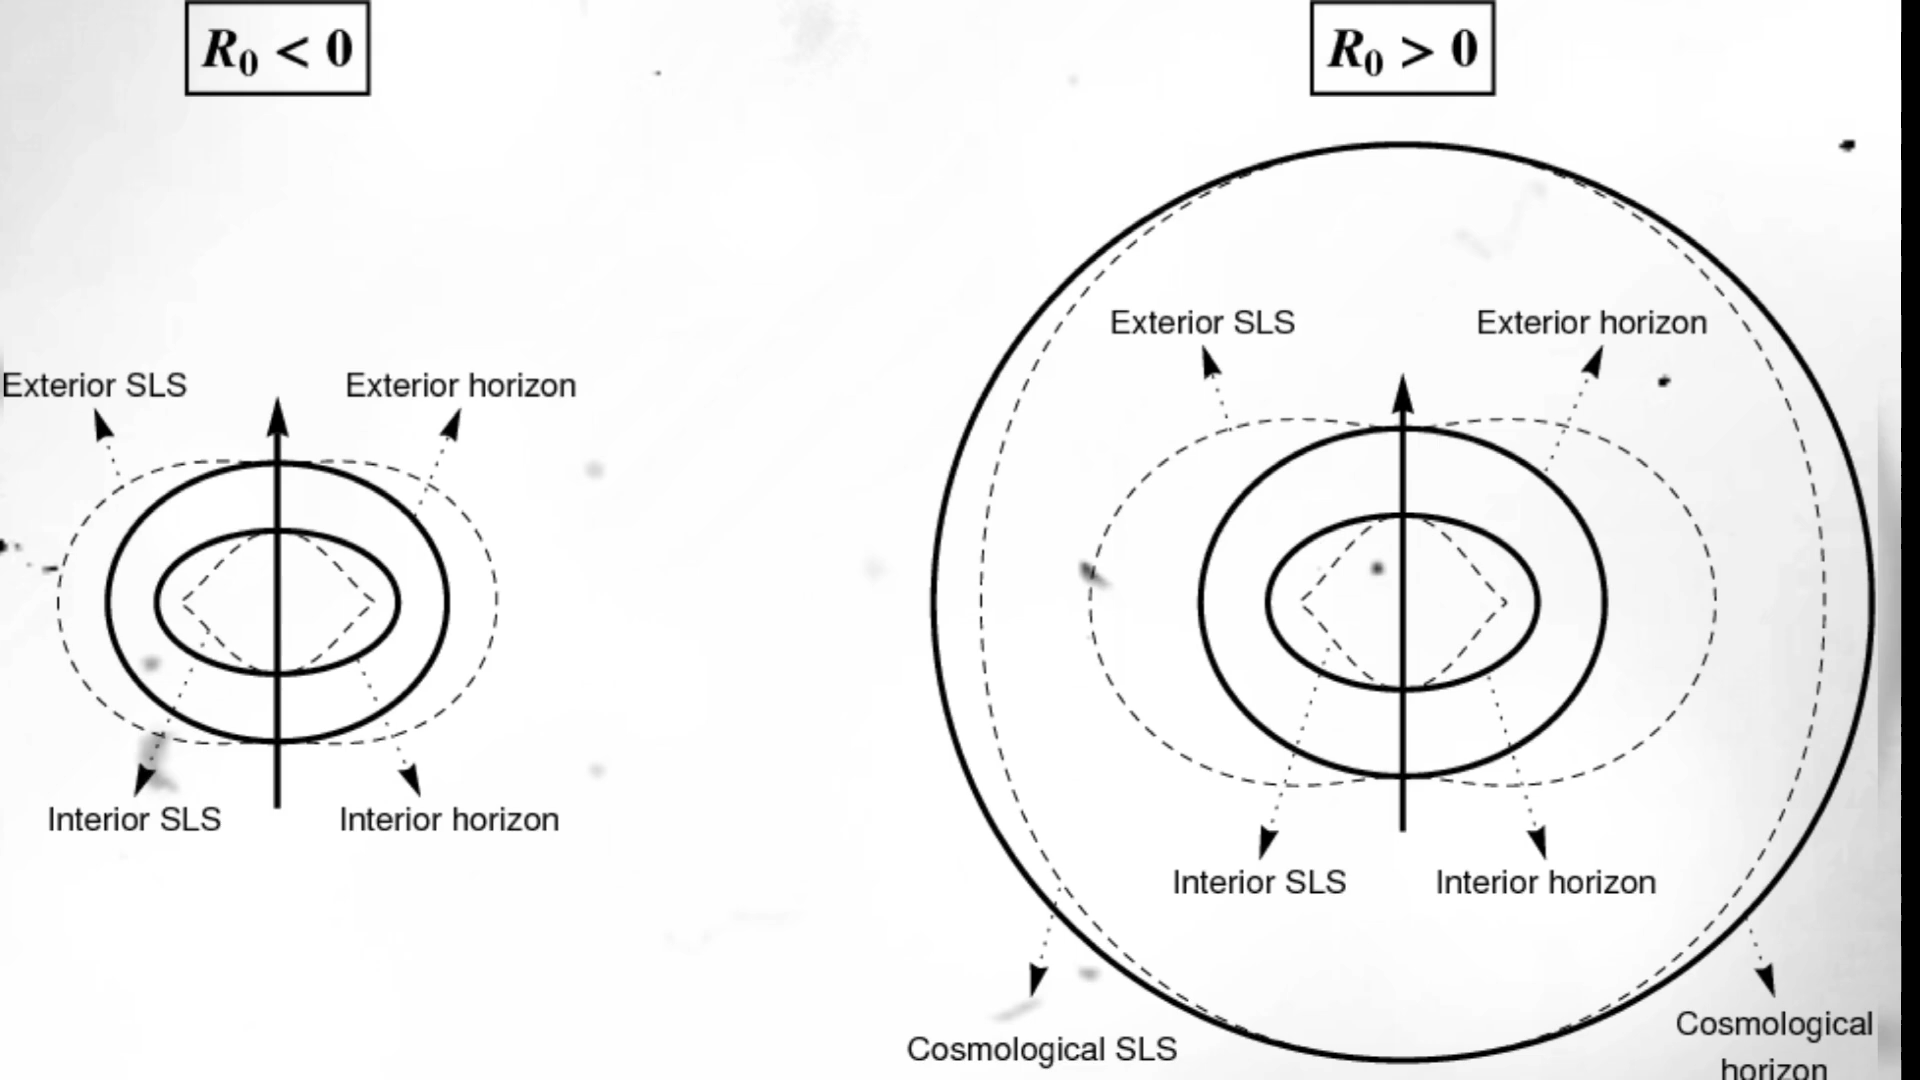 R₀ < 0
R₀ > 0
Exterior SLS
Exterior horizon
Exterior SLS
Exterior horizon
Interior SLS
Interior horizon
Interior SLS
Interior horizon
Cosmological SLS
Cosmological
horizon